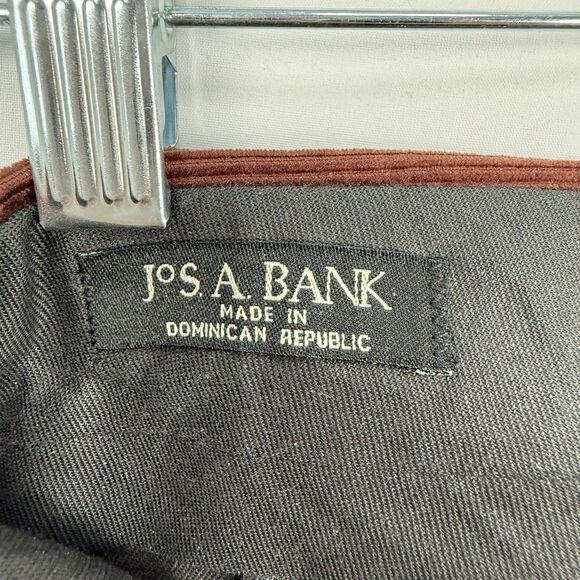 JoS. A. BANK
MADE IN
DOMINICAN REPUBLIC